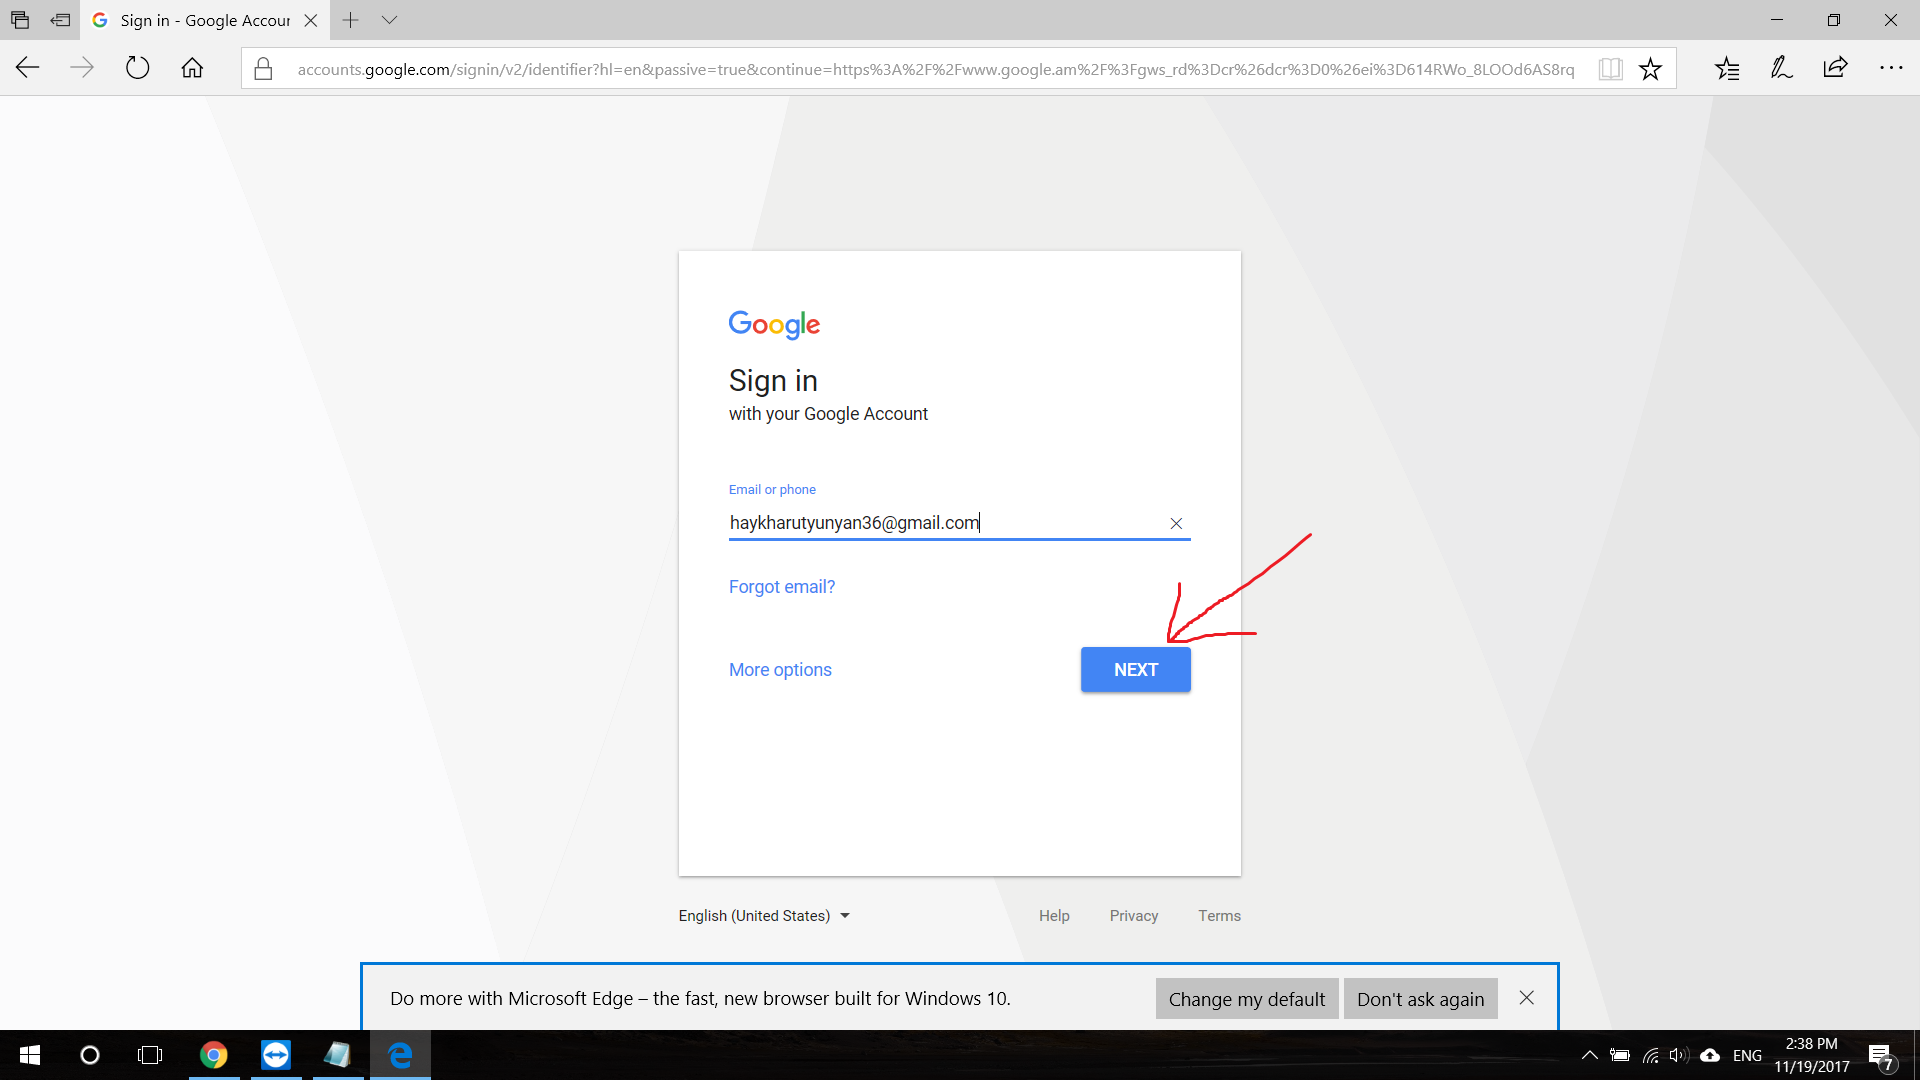 Sign in - Google Accour
accounts.google.com/signin/v2/identifier?hl=en&passive=true&continue=https%3A%2F%2Fwww.google.am%2F%3Fgws_rd%3Dcr%26dcr%3D0%26ei%3D614RWo_8LOOd6AS8rq
Google
Sign in
with your Google Account
Email or phone
haykharutyunyan36@gmail.com
Forgot email?
More options
NEXT
English (United States)
Help Privacy Terms
Do more with Microsoft Edge – the fast, new browser built for Windows 10.
Change my default
Don't ask again
ENG
2:38 PM
11/19/2017
7